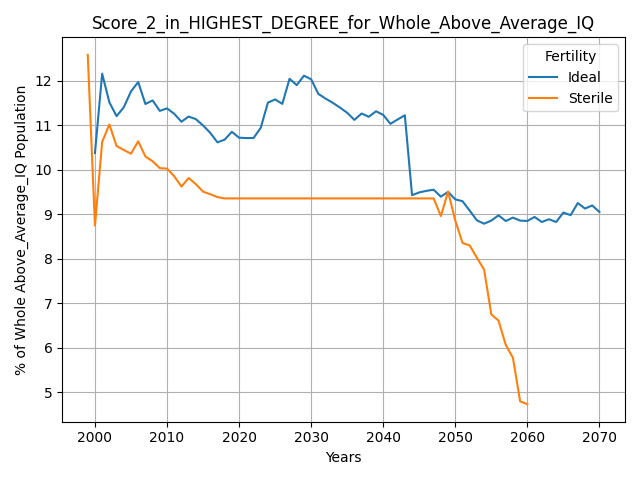 Score_2_in_HIGHEST_DEGREE_for_Whole_Above_Average_IQ
% of Whole Above_Average_IQ Population
12
11
10
9
8
7
6
5
Fertility
Ideal
Sterile
2000 2010 2020 2030 2040 2050 2060 2070
Years